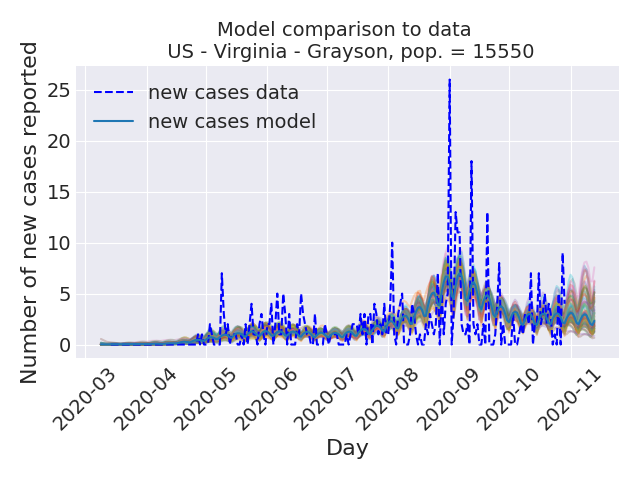 Model comparison to data
US - Virginia - Grayson, pop. = 15550
Number of new cases reported
25
20
15
10
5
0
new cases data
new cases model
2020-03
2020-04
2020-05
2020-06
2020-07
2020-08
2020-09
2020-10
2020-11
Day